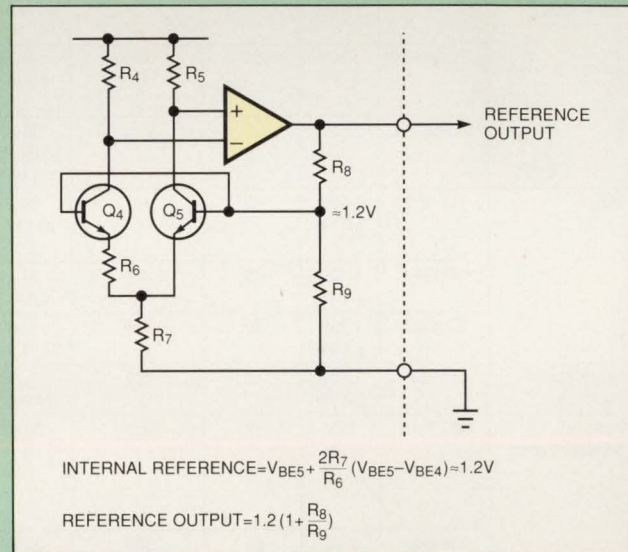 R4
R5
+
−
REFERENCE
OUTPUT
R8
Q4
Q5
≈1.2V
R6
R9
R7
INTERNAL REFERENCE=VBE5+2R7/R6(VBE5−VBE4)≈1.2V
REFERENCE OUTPUT=1.2(1+R8/R9)